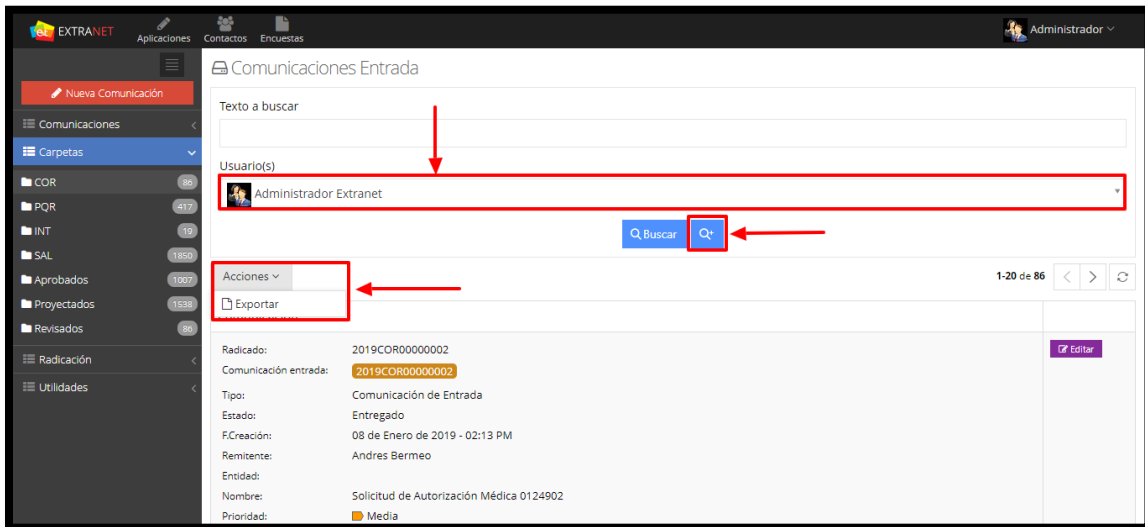 EXTRANET
Aplicaciones Contactos Encuestas
Administrador
Nueva Comunicación
Comunicaciones
Carpetas
COR 86
PQR 417
INT 19
SAL 1850
Aprobados 1007
Proyectados 1538
Revisados 86
Radicación
Utilidades
Comunicaciones Entrada
Texto a buscar
Usuario(s)
Administrador Extranet
Buscar
Acciones
1-20 de 86
Exportar
Radicado: 2019COR00000002
Editar
Comunicación entrada: 2019COR00000002
Tipo: Comunicación de Entrada
Estado: Entregado
F.Creación: 08 de Enero de 2019 - 02:13 PM
Remitente: Andres Bermeo
Entidad:
Nombre: Solicitud de Autorización Médica 0124902
Prioridad: Media